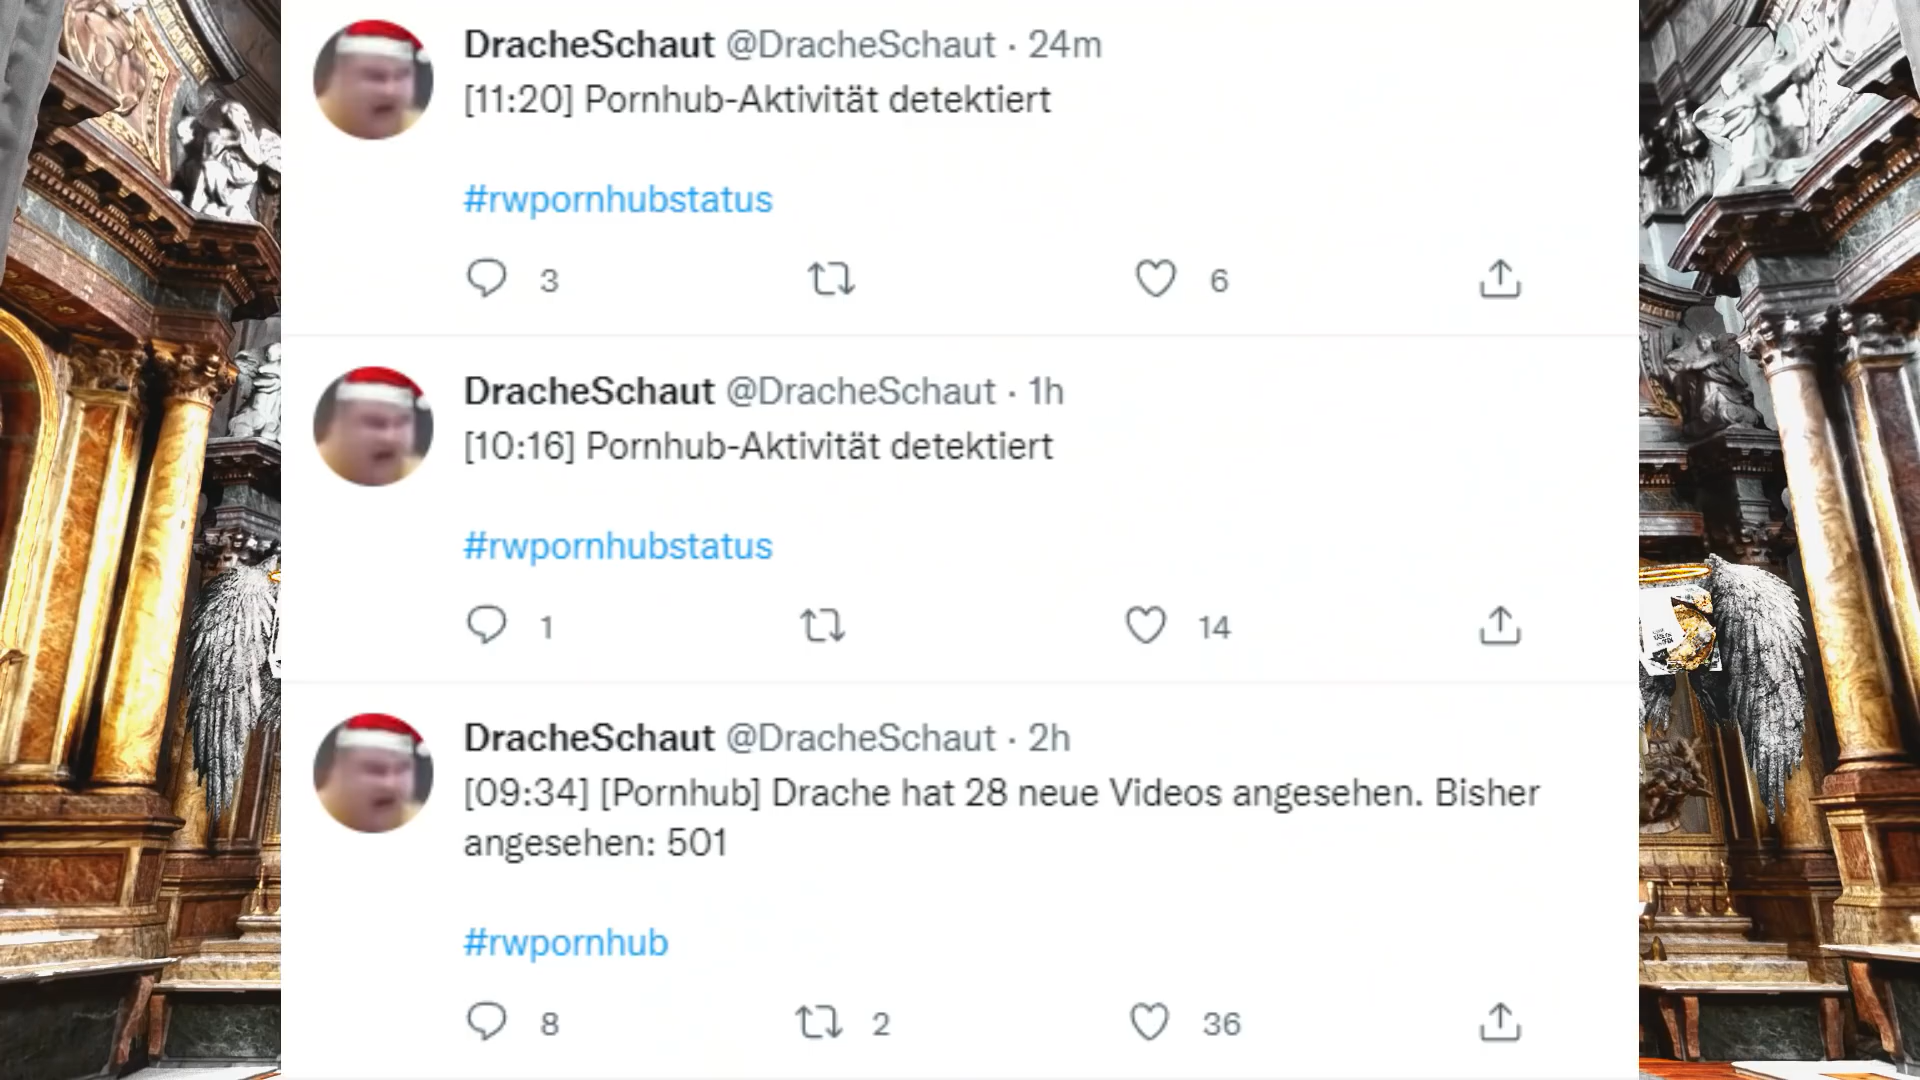 DracheSchaut @DracheSchaut · 24m
[11:20] Pornhub-Aktivität detektiert
#rwpornhubstatus
3 6
DracheSchaut @DracheSchaut · 1h
[10:16] Pornhub-Aktivität detektiert
#rwpornhubstatus
1 14
DracheSchaut @DracheSchaut · 2h
[09:34] [Pornhub] Drache hat 28 neue Videos angesehen. Bisher
angesehen: 501
#rwpornhub
8 2 36